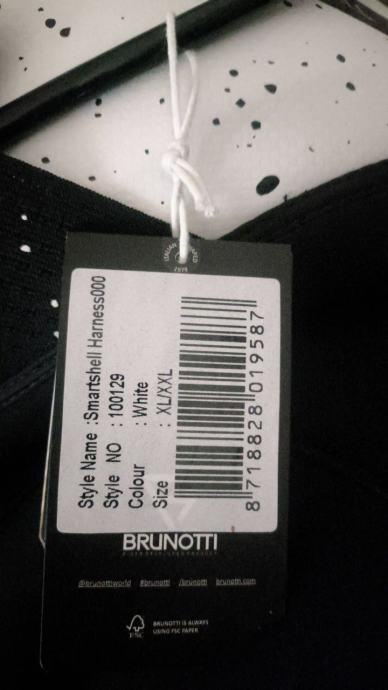 Style Name :Smartshell Harness000
Style NO : 100129
Colour : White
Size : XL/XXL
8 718828 019587
BRUNOTTI
@brunottiworld #brunotti /brunotti brunotti.com
FSC
BRUNOTTI IS ALWAYS
USING FSC PAPER